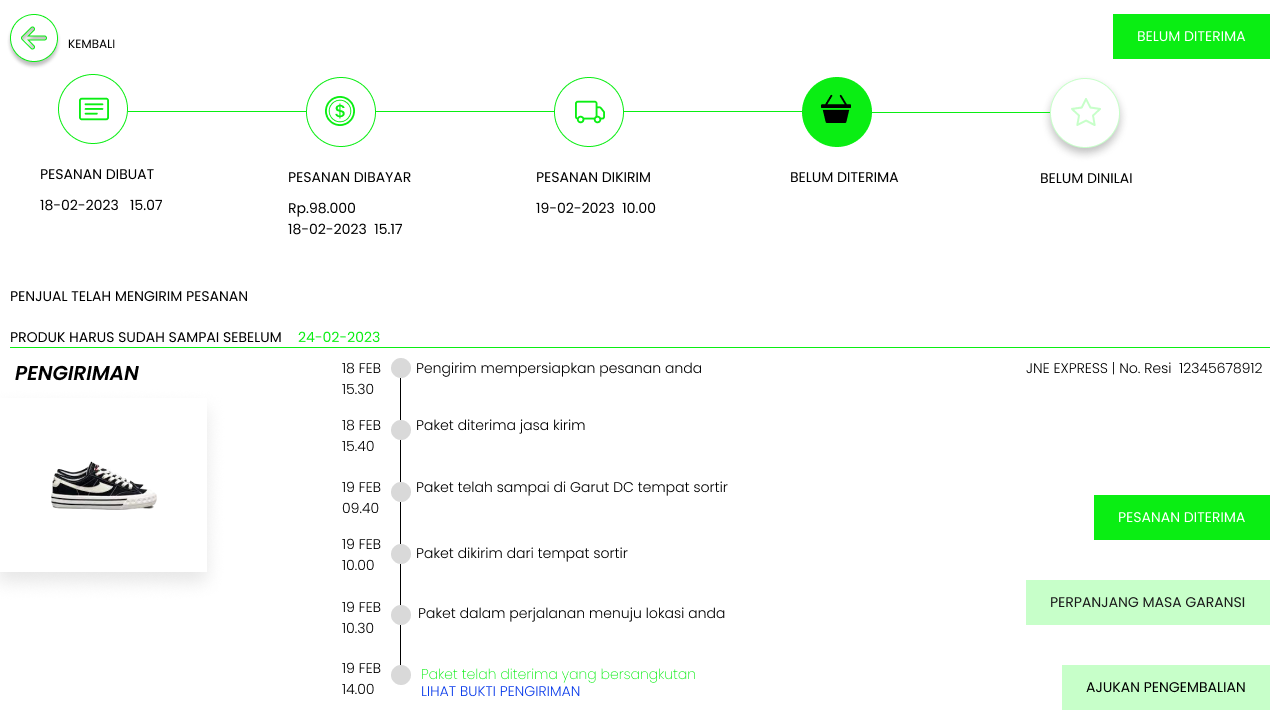 KEMBALI
BELUM DITERIMA
$
PESANAN DIBUAT
18-02-2023 15.07
PESANAN DIBAYAR
Rp.98.000
18-02-2023 15.17
PESANAN DIKIRIM
19-02-2023 10.00
BELUM DITERIMA
BELUM DINILAI
PENJUAL TELAH MENGIRIM PESANAN
PRODUK HARUS SUDAH SAMPAI SEBELUM 24-02-2023
PENGIRIMAN
JNE EXPRESS | No. Resi 12345678912
18 FEB Pengirim mempersiapkan pesanan anda
15.30
18 FEB Paket diterima jasa kirim
15.40
19 FEB Paket telah sampai di Garut DC tempat sortir
09.40
19 FEB Paket dikirim dari tempat sortir
10.00
19 FEB Paket dalam perjalanan menuju lokasi anda
10.30
19 FEB Paket telah diterima yang bersangkutan
14.00 LIHAT BUKTI PENGIRIMAN
PESANAN DITERIMA
PERPANJANG MASA GARANSI
AJUKAN PENGEMBALIAN